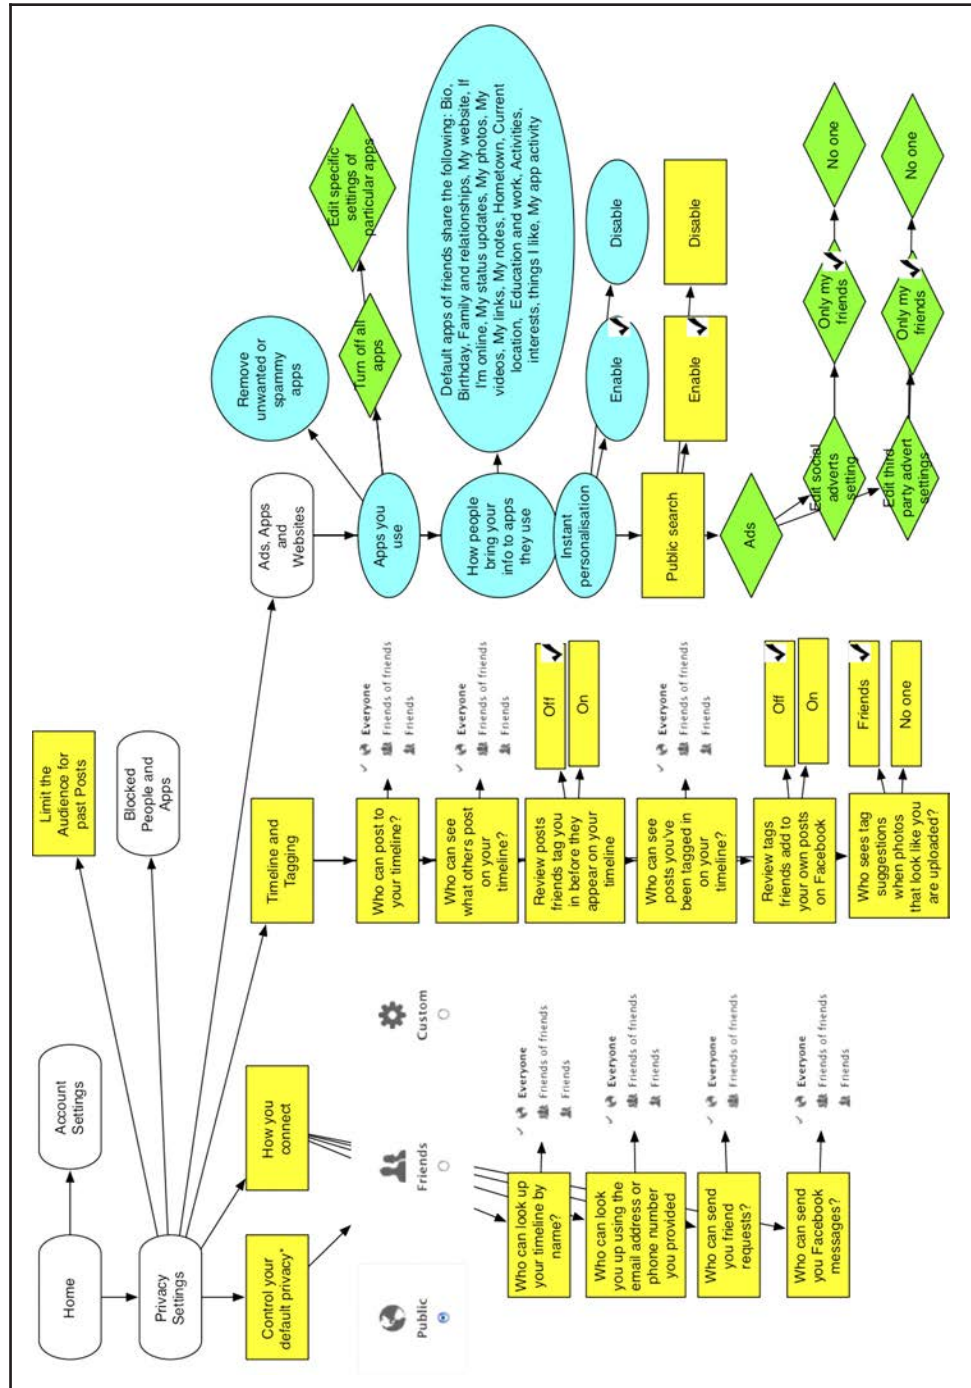 Home
Account
Settings
Privacy
Settings
Limit the
Audience for
past Posts
Blocked
People and
Apps
Control your
default privacy*
How you
connect
Timeline and
Tagging
Ads, Apps
and
Websites
Public
Friends
Custom
Who can look up
your timeline by
name?
Everyone
Friends of friends
Friends
Who can look
you up using the
email address or
phone number
you provided
Everyone
Friends of friends
Friends
Who can send
you friend
requests?
Everyone
Friends of friends
Who can send
you Facebook
messages?
Everyone
Friends of friends
Friends
Who can post to
your timeline?
Everyone
Friends of friends
Friends
Who can see
what others post
on your
timeline?
Everyone
Friends of friends
Friends
Review posts
friends tag you
in before they
appear on your
timeline
Off
On
Who can see
posts you've
been tagged in
on your
timeline?
Everyone
Friends of friends
Friends
Review tags
friends add to
your own posts
on Facebook
Off
On
Who sees tag
suggestions
when photos
that look like you
are uploaded?
Friends
No one
Apps you
use
Remove
unwanted or
spammy
apps
Turn off all
apps
Edit specific
settings of
particular apps
How people
bring your
info to apps
they use
Default apps of friends share the following: Bio,
Birthday, Family and relationships, My website, If
I'm online, My status updates, My photos, My
videos, My links, My notes, Hometown, Current
location, Education and work, Activities,
interests, things I like, My app activity
Instant
personalisation
Enable
Disable
Public search
Enable
Disable
Ads
Edit social
adverts
setting
Only my
friends
No one
Edit third
party advert
settings
Only my
friends
No one